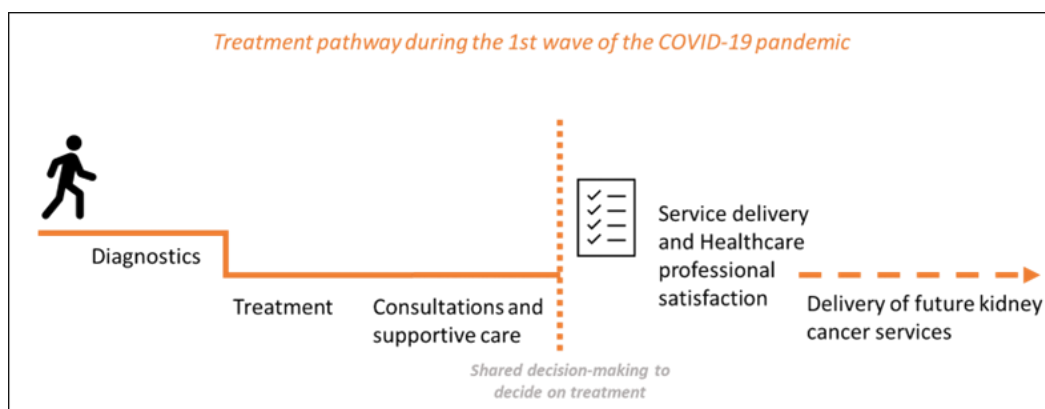 Treatment pathway during the 1st wave of the COVID-19 pandemic
Diagnostics
Treatment
Consultations and
supportive care
Shared decision-making to
decide on treatment
Service delivery
and Healthcare
professional
satisfaction
Delivery of future kidney
cancer services